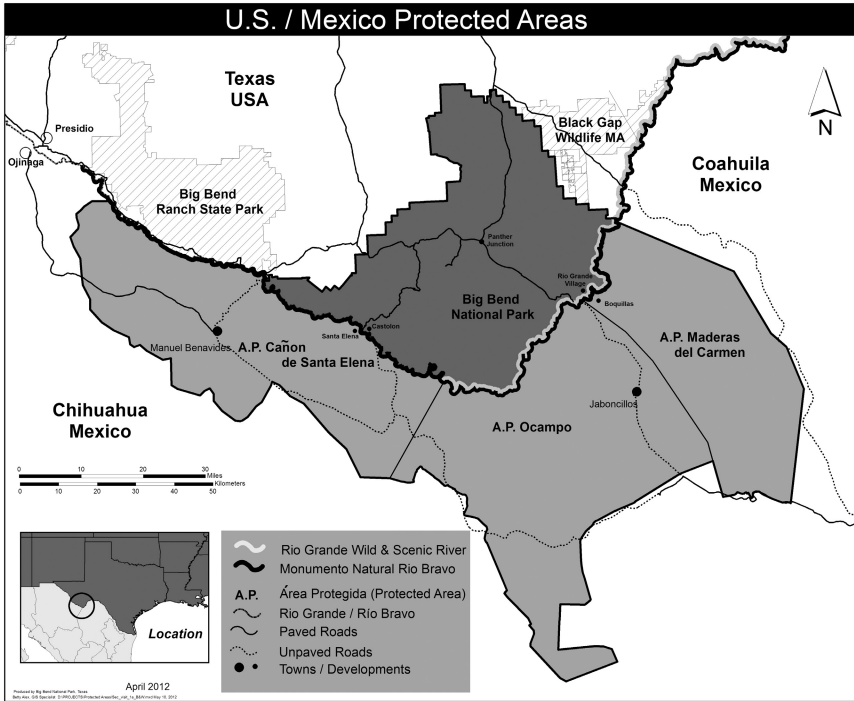 U.S. / Mexico Protected Areas
Texas
USA
Presidio
Ojinaga
Big Bend
Ranch State Park
Black Gap
Wildlife MA
N
Coahuila
Mexico
Panther
Junction
Rio Grande
Village
Boquillas
Big Bend
National Park
Santa Elena
Castolon
Manuel Benavides
A.P. Cañon
de Santa Elena
A.P. Maderas
del Carmen
Jaboncillos
A.P. Ocampo
Chihuahua
Mexico
0 10 20 30
Miles
Kilometers
0 10 20 30 40 50
Location
Rio Grande Wild & Scenic River
Monumento Natural Rio Bravo
A.P. Área Protegida (Protected Area)
Rio Grande / Río Bravo
Paved Roads
Unpaved Roads
Towns / Developments
April 2012
Produced by Big Bend National Park, Texas